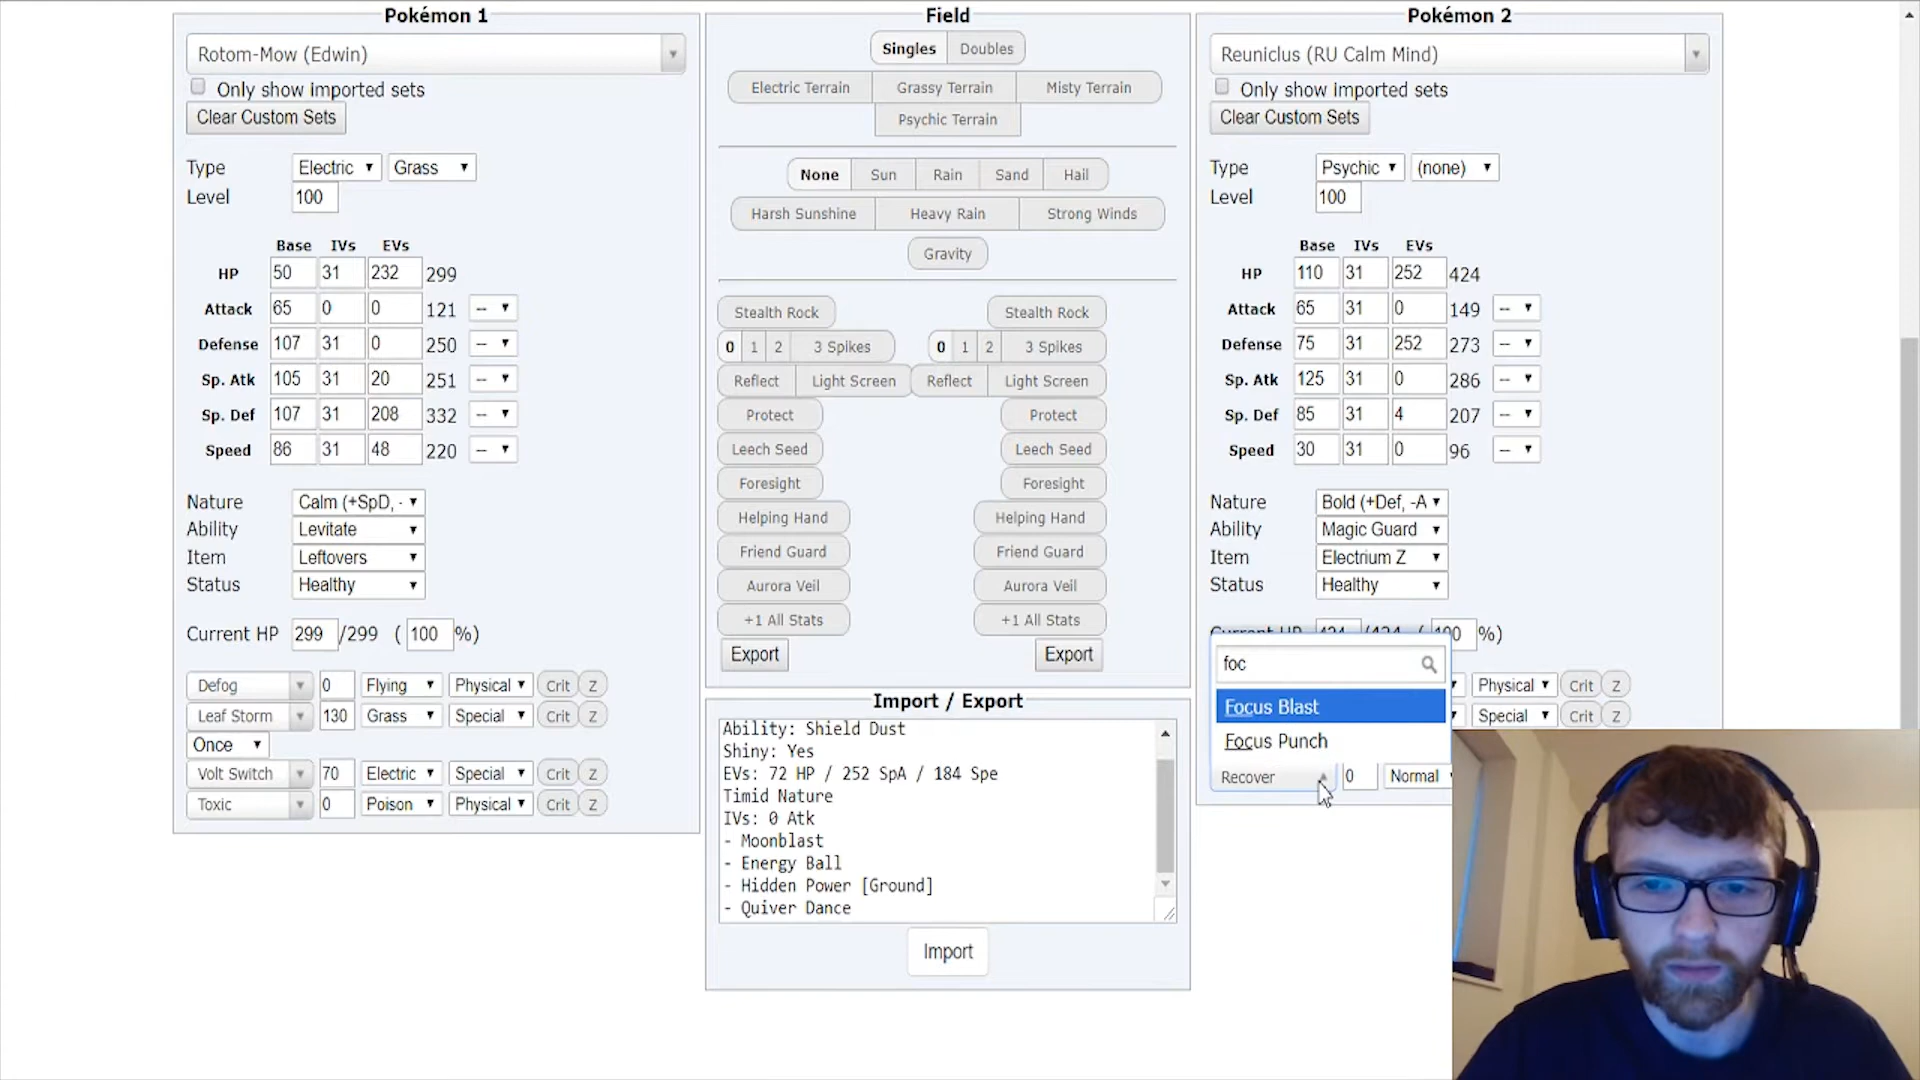 Pokémon 1
Rotom-Mow (Edwin)
Only show imported sets
Clear Custom Sets
Type Electric Grass
Level 100
Base IVs EVs
HP 50 31 232 299
Attack 65 0 0 121 --
Defense 107 31 0 250 --
Sp. Atk 105 31 20 251 --
Sp. Def 107 31 208 332 --
Speed 86 31 48 220 --
Nature Calm (+SpD, -
Ability Levitate
Item Leftovers
Status Healthy
Current HP 299 /299 ( 100 %)
Defog 0 Flying Physical Crit Z
Leaf Storm 130 Grass Special Crit Z
Once
Volt Switch 70 Electric Special Crit Z
Toxic 0 Poison Physical Crit Z
Field
Singles Doubles
Electric Terrain Grassy Terrain Misty Terrain
Psychic Terrain
None Sun Rain Sand Hail
Harsh Sunshine Heavy Rain Strong Winds
Gravity
Stealth Rock Stealth Rock
0 1 2 3 Spikes 0 1 2 3 Spikes
Reflect Light Screen Reflect Light Screen
Protect Protect
Leech Seed Leech Seed
Foresight Foresight
Helping Hand Helping Hand
Friend Guard Friend Guard
Aurora Veil Aurora Veil
+1 All Stats +1 All Stats
Export Export
Import / Export
Ability: Shield Dust
Shiny: Yes
EVs: 72 HP / 252 SpA / 184 Spe
Timid Nature
IVs: 0 Atk
- Moonblast
- Energy Ball
- Hidden Power [Ground]
- Quiver Dance
Import
Pokémon 2
Reuniclus (RU Calm Mind)
Only show imported sets
Clear Custom Sets
Type Psychic (none)
Level 100
Base IVs EVs
HP 110 31 252 424
Attack 65 31 0 149 --
Defense 75 31 252 273 --
Sp. Atk 125 31 0 286 --
Sp. Def 85 31 4 207 --
Speed 30 31 0 96 --
Nature Bold (+Def, -A
Ability Magic Guard
Item Electrium Z
Status Healthy
Current HP 424 /424 ( 100 %)
foc
Physical Crit Z
Focus Blast
Special Crit Z
Focus Punch
Recover 0 Normal